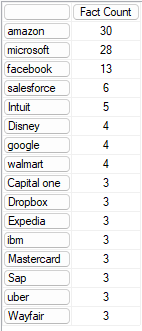 Fact Count
amazon 30
microsoft 28
facebook 13
salesforce 6
Intuit 5
Disney 4
google 4
walmart 4
Capital one 3
Dropbox 3
Expedia 3
ibm 3
Mastercard 3
Sap 3
uber 3
Wayfair 3